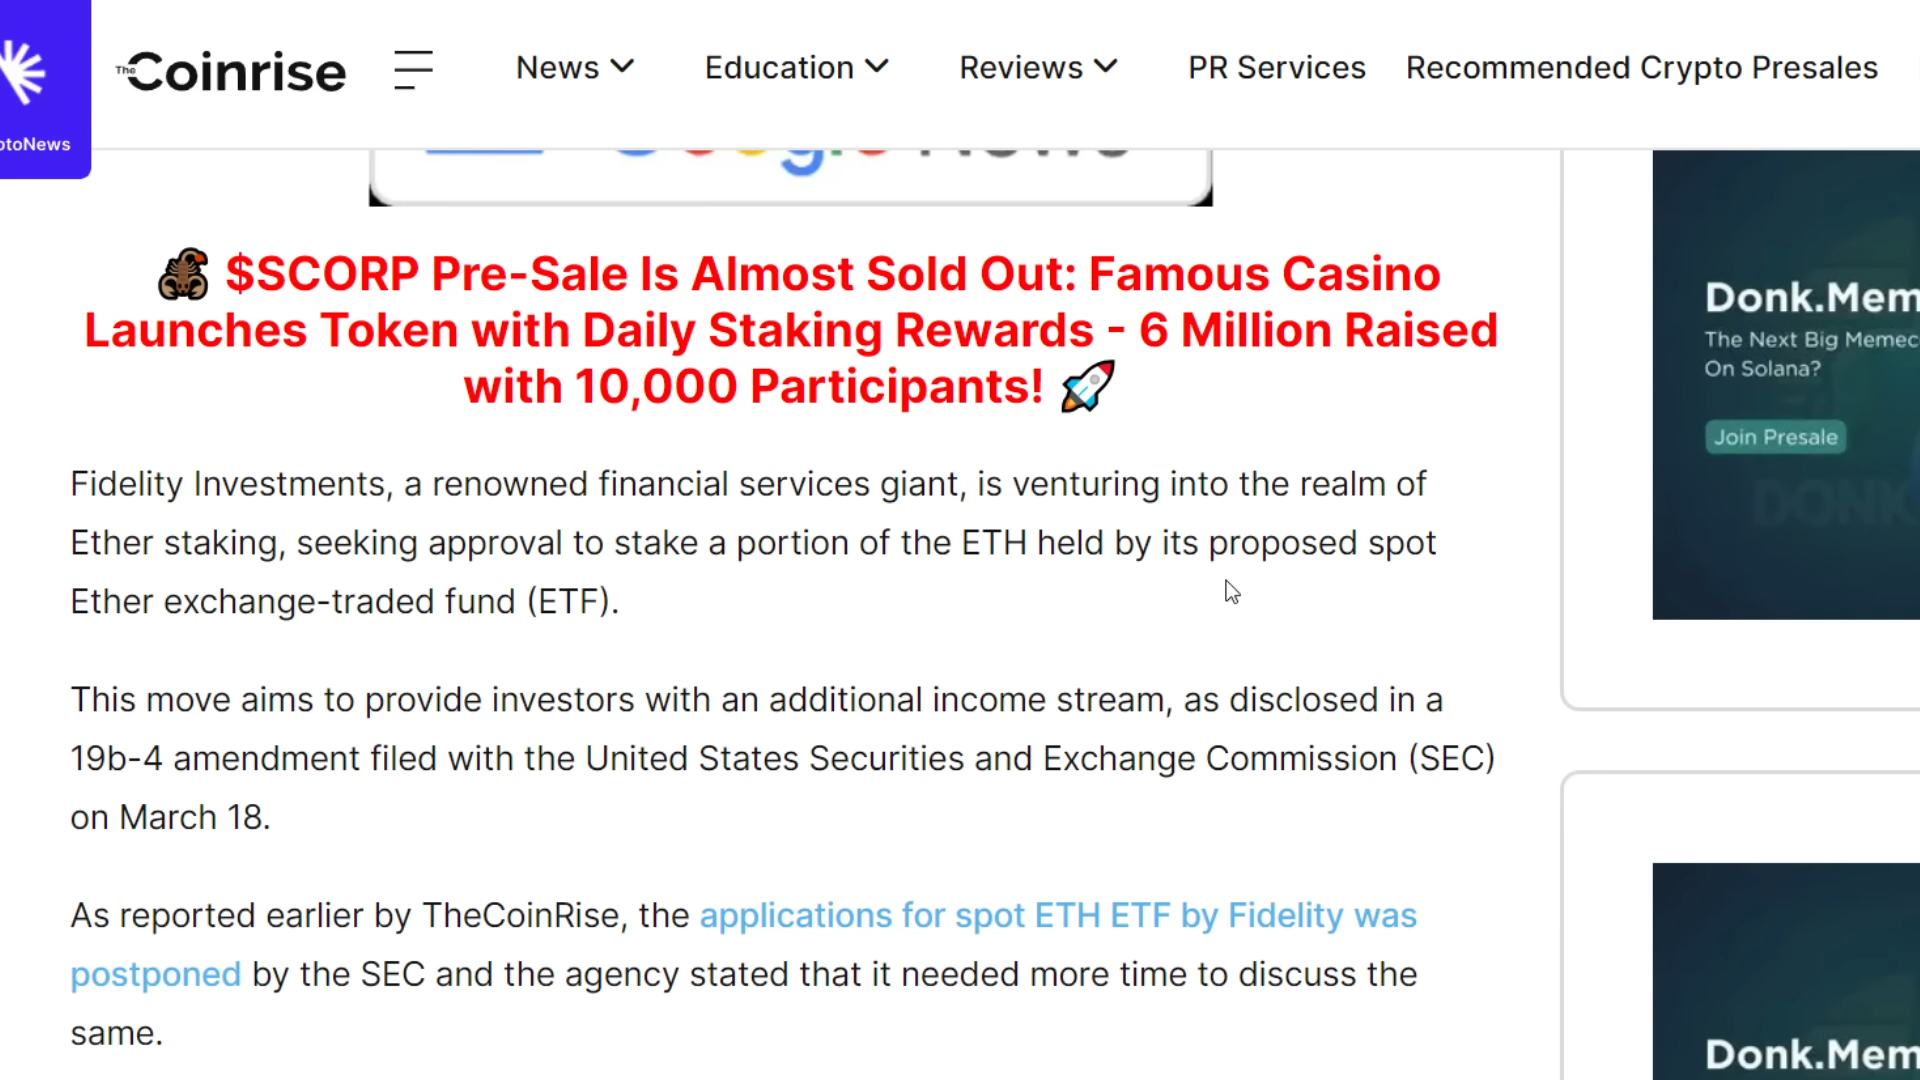 The Coinrise
News
Education
Reviews
PR Services
Recommended Crypto Presales
ptoNews
Google News
$SCORP Pre-Sale Is Almost Sold Out: Famous Casino
Launches Token with Daily Staking Rewards - 6 Million Raised
with 10,000 Participants!
Fidelity Investments, a renowned financial services giant, is venturing into the realm of
Ether staking, seeking approval to stake a portion of the ETH held by its proposed spot
Ether exchange-traded fund (ETF).
This move aims to provide investors with an additional income stream, as disclosed in a
19b-4 amendment filed with the United States Securities and Exchange Commission (SEC)
on March 18.
As reported earlier by TheCoinRise, the applications for spot ETH ETF by Fidelity was
postponed by the SEC and the agency stated that it needed more time to discuss the
same.
Donk.Mem
The Next Big Memec
On Solana?
Join Presale
DONK
Donk.Mem